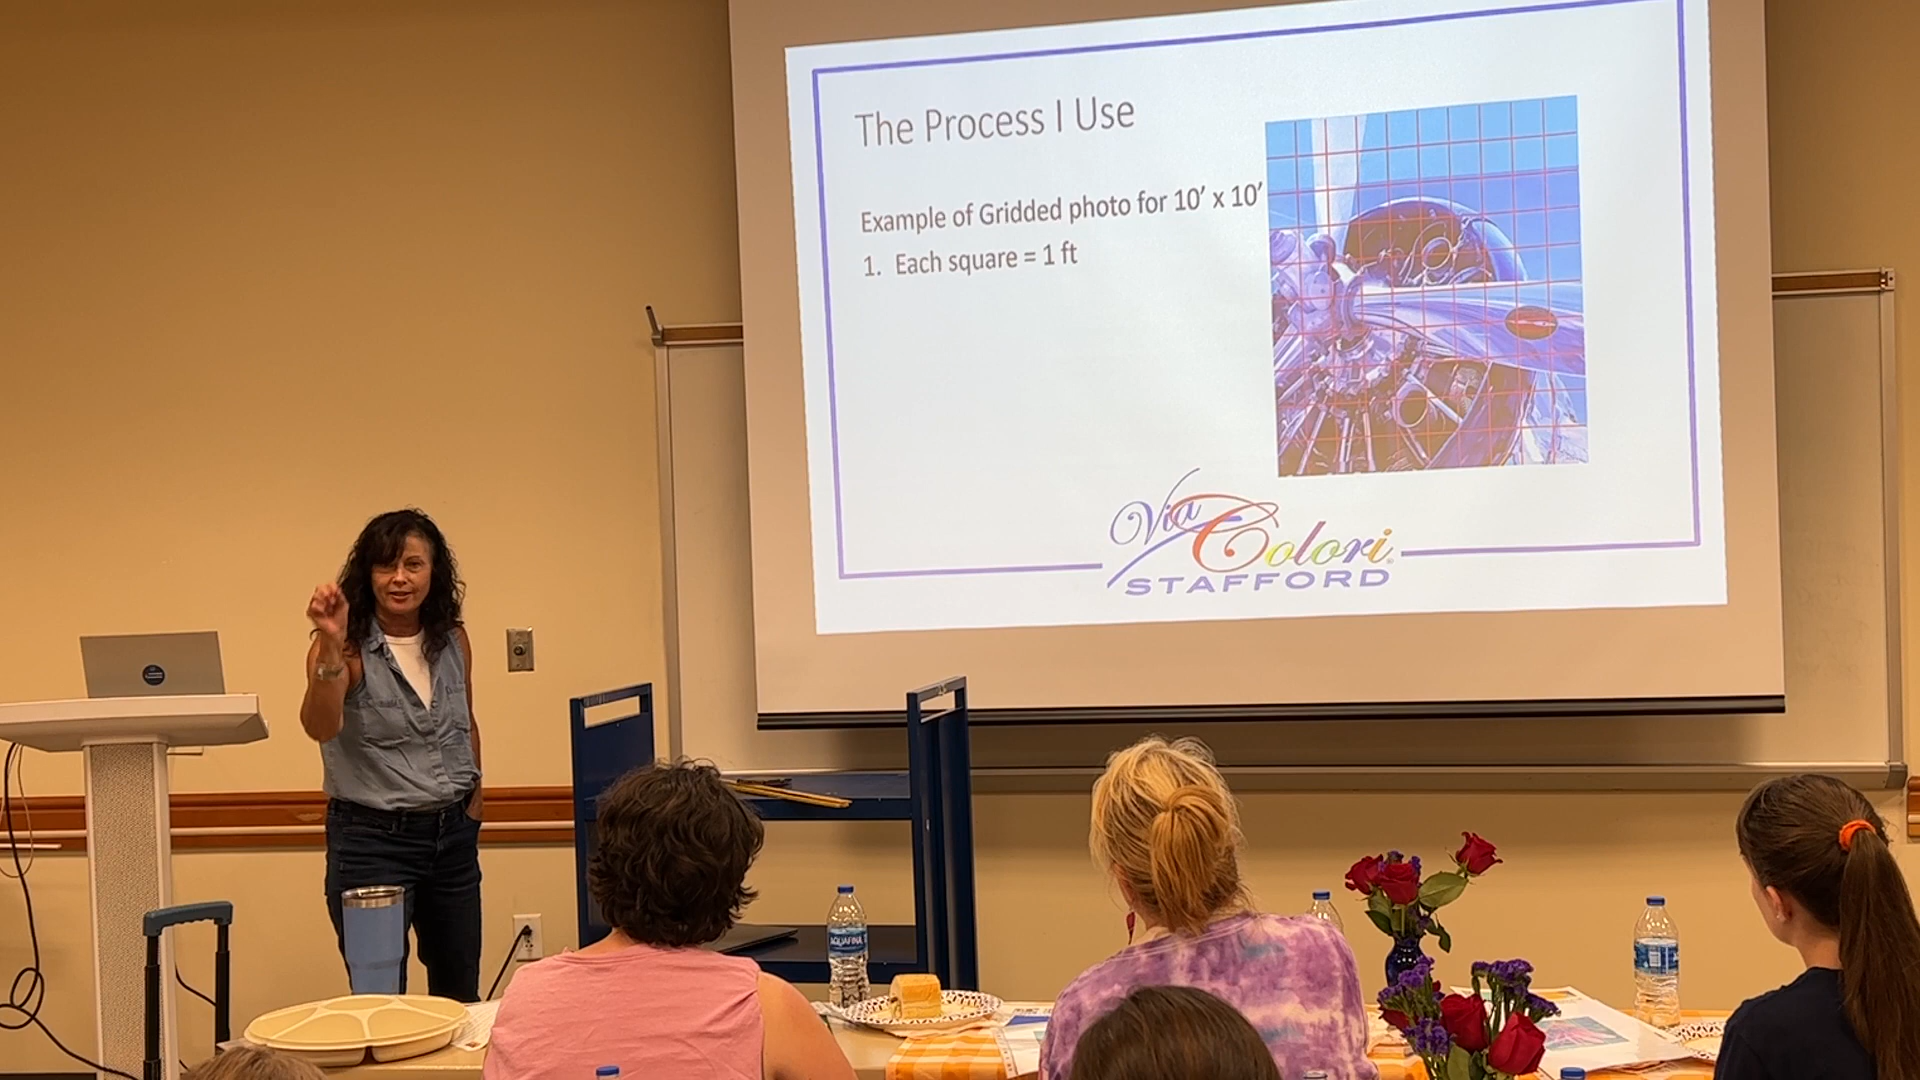 The Process I Use
Example of Gridded photo for 10' x 10'
1. Each square = 1 ft
Via Colori
STAFFORD
AQUAFINA